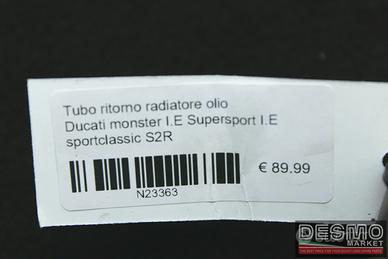 Tubo ritorno radiatore olio
Ducati monster I.E Supersport I.E
sportclassic S2R
€ 89.99
N23363
DESMO
MARKET